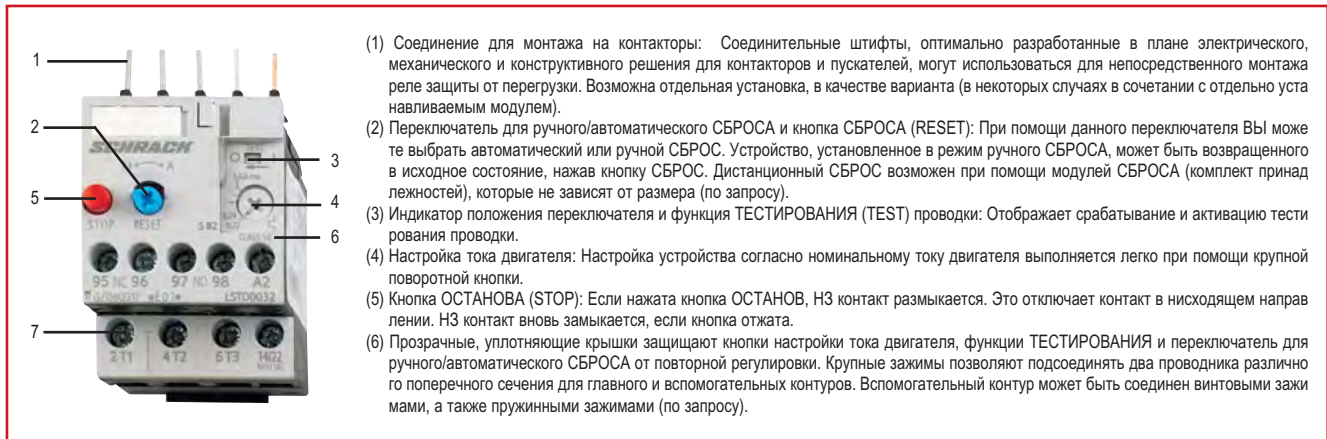 (1) Соединение для монтажа на контакторы: Соединительные штифты, оптимально разработанные в плане электрического,
механического и конструктивного решения для контакторов и пускателей, могут использоваться для непосредственного монтажа
реле защиты от перегрузки. Возможна отдельная установка, в качестве варианта (в некоторых случаях в сочетании с отдельно уста
навливаемым модулем).
(2) Переключатель для ручного/автоматического СБРОСА и кнопка СБРОСА (RESET): При помощи данного переключателя ВЫ може
те выбрать автоматический или ручной СБРОС. Устройство, установленное в режим ручного СБРОСА, может быть возвращенного
в исходное состояние, нажав кнопку СБРОС. Дистанционный СБРОС возможен при помощи модулей СБРОСА (комплект принад
лежностей), которые не зависят от размера (по запросу).
(3) Индикатор положения переключателя и функция ТЕСТИРОВАНИЯ (TEST) проводки: Отображает срабатывание и активацию тести
рования проводки.
(4) Настройка тока двигателя: Настройка устройства согласно номинальному току двигателя выполняется легко при помощи крупной
поворотной кнопки.
(5) Кнопка ОСТАНОВА (STOP): Если нажата кнопка ОСТАНОВ, НЗ контакт размыкается. Это отключает контакт в нисходящем направ
лении. НЗ контакт вновь замыкается, если кнопка отжата.
(6) Прозрачные, уплотняющие крышки защищают кнопки настройки тока двигателя, функции ТЕСТИРОВАНИЯ и переключатель для
ручного/автоматического СБРОСА от повторной регулировки. Крупные зажимы позволяют подсоединять два проводника различно
го поперечного сечения для главного и вспомогательных контуров. Вспомогательный контур может быть соединен винтовыми зажи
мами, а также пружинными зажимами (по запросу).
1
2
SCHRACK
A
TEST
3
5
4
STOP RESET
6
95 NC 96 97 NO 98 A2
LSTD0032
7
2 T1 4 T2 6 T3 14/22